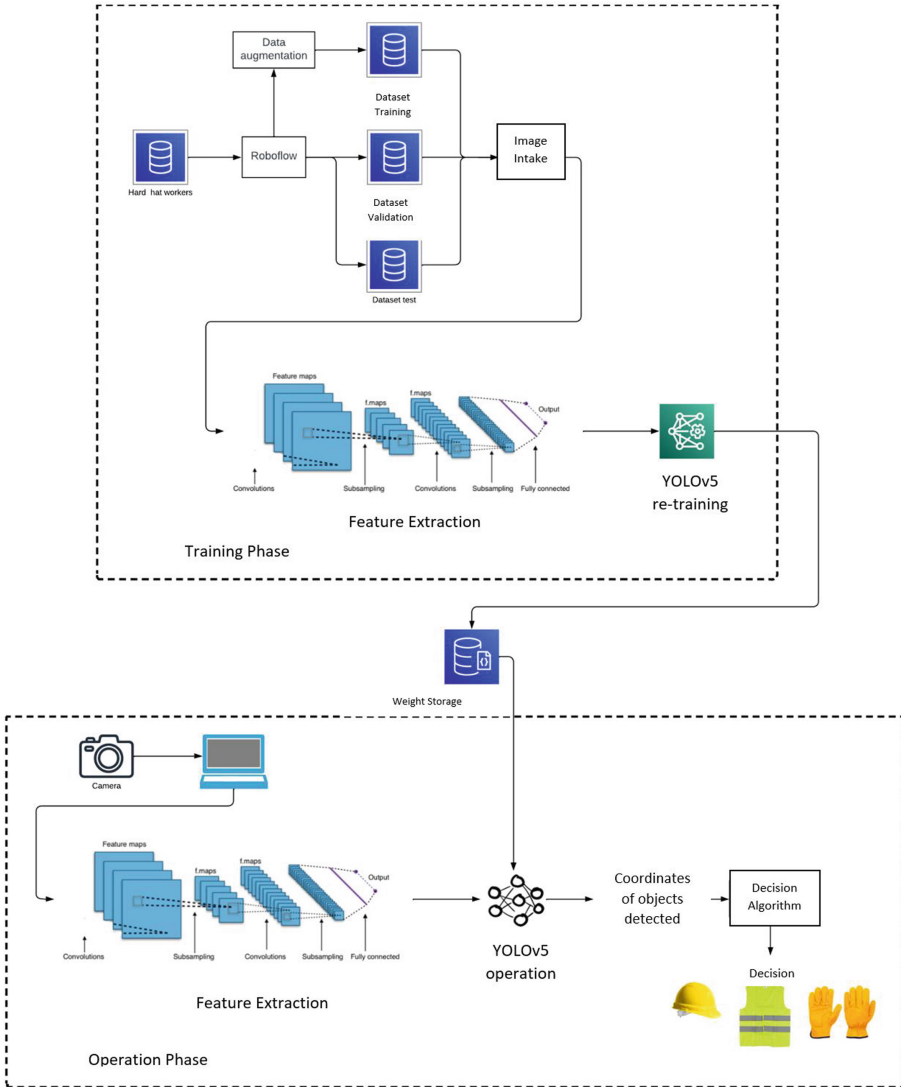 Data
augmentation
Dataset
Training
Hard hat workers
Roboflow
Image
Intake
Dataset
Validation
Dataset test
Feature maps
f.maps
f.maps
Output
Convolutions
Subsampling
Convolutions
Subsampling
Fully connected
Feature Extraction
YOLOv5
re-training
Training Phase
{}
Weight Storage
Camera
Feature maps
f.maps
f.maps
Output
Convolutions
Subsampling
Convolutions
Subsampling
Fully connected
Feature Extraction
YOLOv5
operation
Coordinates
of objects
detected
Decision
Algorithm
Decision
Operation Phase